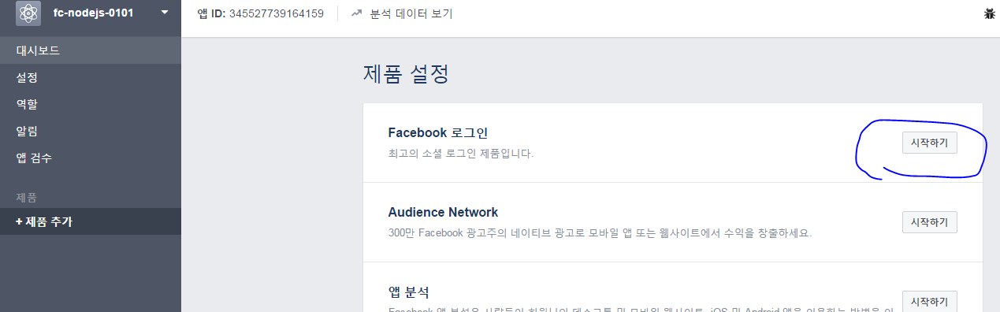 fc-nodejs-0101
앱 ID: 345527739164159
분석 데이터 보기
대시보드
설정
역할
알림
앱 검수
제품
+ 제품 추가
제품 설정
Facebook 로그인
최고의 소셜 로그인 제품입니다.
시작하기
Audience Network
300만 Facebook 광고주의 네이티브 광고로 모바일 앱 또는 웹사이트에서 수익을 창출하세요.
시작하기
앱 분석
시작하기
Facebook 앱 분석은 사람들이 회원님의 데스크톱 및 모바일 웹사이트, iOS 및 Android 앱을 이용하는 방법을